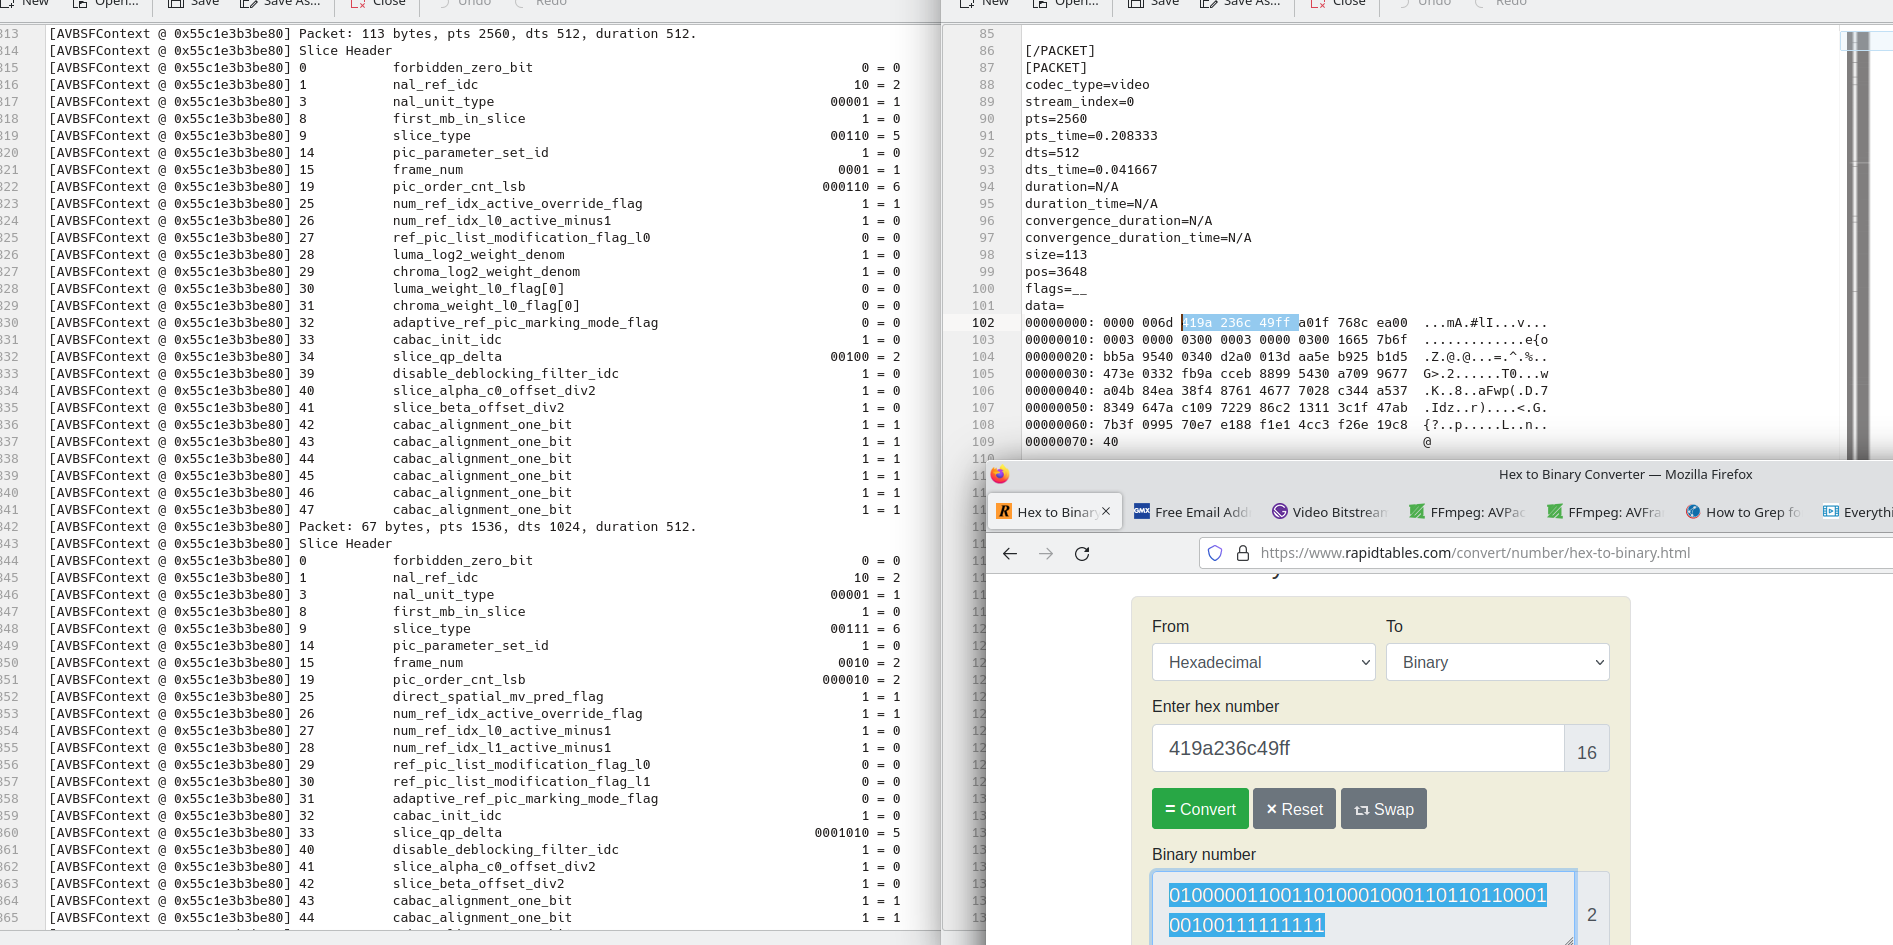 New Open... Save Save As... Close Undo Redo
313 [AVBSFContext @ 0x55c1e3b3be80] Packet: 113 bytes, pts 2560, dts 512, duration 512.
314 [AVBSFContext @ 0x55c1e3b3be80] Slice Header
315 [AVBSFContext @ 0x55c1e3b3be80] 0 forbidden_zero_bit 0 = 0
316 [AVBSFContext @ 0x55c1e3b3be80] 1 nal_ref_idc 10 = 2
317 [AVBSFContext @ 0x55c1e3b3be80] 3 nal_unit_type 00001 = 1
318 [AVBSFContext @ 0x55c1e3b3be80] 8 first_mb_in_slice 1 = 0
319 [AVBSFContext @ 0x55c1e3b3be80] 9 slice_type 00110 = 5
320 [AVBSFContext @ 0x55c1e3b3be80] 14 pic_parameter_set_id 1 = 0
321 [AVBSFContext @ 0x55c1e3b3be80] 15 frame_num 0001 = 1
322 [AVBSFContext @ 0x55c1e3b3be80] 19 pic_order_cnt_lsb 000110 = 6
323 [AVBSFContext @ 0x55c1e3b3be80] 25 num_ref_idx_active_override_flag 1 = 1
324 [AVBSFContext @ 0x55c1e3b3be80] 26 num_ref_idx_l0_active_minus1 1 = 0
325 [AVBSFContext @ 0x55c1e3b3be80] 27 ref_pic_list_modification_flag_l0 0 = 0
326 [AVBSFContext @ 0x55c1e3b3be80] 28 luma_log2_weight_denom 1 = 0
327 [AVBSFContext @ 0x55c1e3b3be80] 29 chroma_log2_weight_denom 1 = 0
328 [AVBSFContext @ 0x55c1e3b3be80] 30 luma_weight_l0_flag[0] 0 = 0
329 [AVBSFContext @ 0x55c1e3b3be80] 31 chroma_weight_l0_flag[0] 0 = 0
330 [AVBSFContext @ 0x55c1e3b3be80] 32 adaptive_ref_pic_marking_mode_flag 0 = 0
331 [AVBSFContext @ 0x55c1e3b3be80] 33 cabac_init_idc 1 = 0
332 [AVBSFContext @ 0x55c1e3b3be80] 34 slice_qp_delta 00100 = 2
333 [AVBSFContext @ 0x55c1e3b3be80] 39 disable_deblocking_filter_idc 1 = 0
334 [AVBSFContext @ 0x55c1e3b3be80] 40 slice_alpha_c0_offset_div2 1 = 0
335 [AVBSFContext @ 0x55c1e3b3be80] 41 slice_beta_offset_div2 1 = 0
336 [AVBSFContext @ 0x55c1e3b3be80] 42 cabac_alignment_one_bit 1 = 1
337 [AVBSFContext @ 0x55c1e3b3be80] 43 cabac_alignment_one_bit 1 = 1
338 [AVBSFContext @ 0x55c1e3b3be80] 44 cabac_alignment_one_bit 1 = 1
339 [AVBSFContext @ 0x55c1e3b3be80] 45 cabac_alignment_one_bit 1 = 1
340 [AVBSFContext @ 0x55c1e3b3be80] 46 cabac_alignment_one_bit 1 = 1
341 [AVBSFContext @ 0x55c1e3b3be80] 47 cabac_alignment_one_bit 1 = 1
342 [AVBSFContext @ 0x55c1e3b3be80] Packet: 67 bytes, pts 1536, dts 1024, duration 512.
343 [AVBSFContext @ 0x55c1e3b3be80] Slice Header
344 [AVBSFContext @ 0x55c1e3b3be80] 0 forbidden_zero_bit 0 = 0
345 [AVBSFContext @ 0x55c1e3b3be80] 1 nal_ref_idc 10 = 2
346 [AVBSFContext @ 0x55c1e3b3be80] 3 nal_unit_type 00001 = 1
347 [AVBSFContext @ 0x55c1e3b3be80] 8 first_mb_in_slice 1 = 0
348 [AVBSFContext @ 0x55c1e3b3be80] 9 slice_type 00111 = 6
349 [AVBSFContext @ 0x55c1e3b3be80] 14 pic_parameter_set_id 1 = 0
350 [AVBSFContext @ 0x55c1e3b3be80] 15 frame_num 0010 = 2
351 [AVBSFContext @ 0x55c1e3b3be80] 19 pic_order_cnt_lsb 000010 = 2
352 [AVBSFContext @ 0x55c1e3b3be80] 25 direct_spatial_mv_pred_flag 1 = 1
353 [AVBSFContext @ 0x55c1e3b3be80] 26 num_ref_idx_active_override_flag 1 = 1
354 [AVBSFContext @ 0x55c1e3b3be80] 27 num_ref_idx_l0_active_minus1 1 = 0
355 [AVBSFContext @ 0x55c1e3b3be80] 28 num_ref_idx_l1_active_minus1 1 = 0
356 [AVBSFContext @ 0x55c1e3b3be80] 29 ref_pic_list_modification_flag_l0 0 = 0
357 [AVBSFContext @ 0x55c1e3b3be80] 30 ref_pic_list_modification_flag_l1 0 = 0
358 [AVBSFContext @ 0x55c1e3b3be80] 31 adaptive_ref_pic_marking_mode_flag 0 = 0
359 [AVBSFContext @ 0x55c1e3b3be80] 32 cabac_init_idc 1 = 0
360 [AVBSFContext @ 0x55c1e3b3be80] 33 slice_qp_delta 0001010 = 5
361 [AVBSFContext @ 0x55c1e3b3be80] 40 disable_deblocking_filter_idc 1 = 0
362 [AVBSFContext @ 0x55c1e3b3be80] 41 slice_alpha_c0_offset_div2 1 = 0
363 [AVBSFContext @ 0x55c1e3b3be80] 42 slice_beta_offset_div2 1 = 0
364 [AVBSFContext @ 0x55c1e3b3be80] 43 cabac_alignment_one_bit 1 = 1
365 [AVBSFContext @ 0x55c1e3b3be80] 44 cabac_alignment_one_bit 1 = 1
New Open... Save Save As... Close Undo Redo
85
86 [/PACKET]
87 [PACKET]
88 codec_type=video
89 stream_index=0
90 pts=2560
91 pts_time=0.208333
92 dts=512
93 dts_time=0.041667
94 duration=N/A
95 duration_time=N/A
96 convergence_duration=N/A
97 convergence_duration_time=N/A
98 size=113
99 pos=3648
100 flags=__
101 data=
102 00000000: 0000 006d 419a 236c 49ff a01f 768c ea00 ...mA.#lI...v...
103 00000010: 0003 0000 0300 0003 0000 0300 1665 7b6f .............e{o
104 00000020: bb5a 9540 0340 d2a0 013d aa5e b925 b1d5 .Z.@.@...=.^.%..
105 00000030: 473e 0332 fb9a cceb 8899 5430 a709 9677 G>.2......T0...w
106 00000040: a04b 84ea 38f4 8761 4677 7028 c344 a537 .K..8..aFwp(.D.7
107 00000050: 8349 647a c109 7229 86c2 1311 3c1f 47ab .Idz..r)....<.G.
108 00000060: 7b3f 0995 70e7 e188 f1e1 4cc3 f26e 19c8 {?..p.....L..n..
109 00000070: 40 @
110
Hex to Binary Converter — Mozilla Firefox
Hex to Binar Free Email Add Video Bitstream FFmpeg: AVPac FFmpeg: AVFra How to Grep fo Everythi
https://www.rapidtables.com/convert/number/hex-to-binary.html
From To
Hexadecimal Binary
Enter hex number
419a236c49ff 16
= Convert × Reset Swap
Binary number
0100000110011010001000110110110001
00100111111111 2